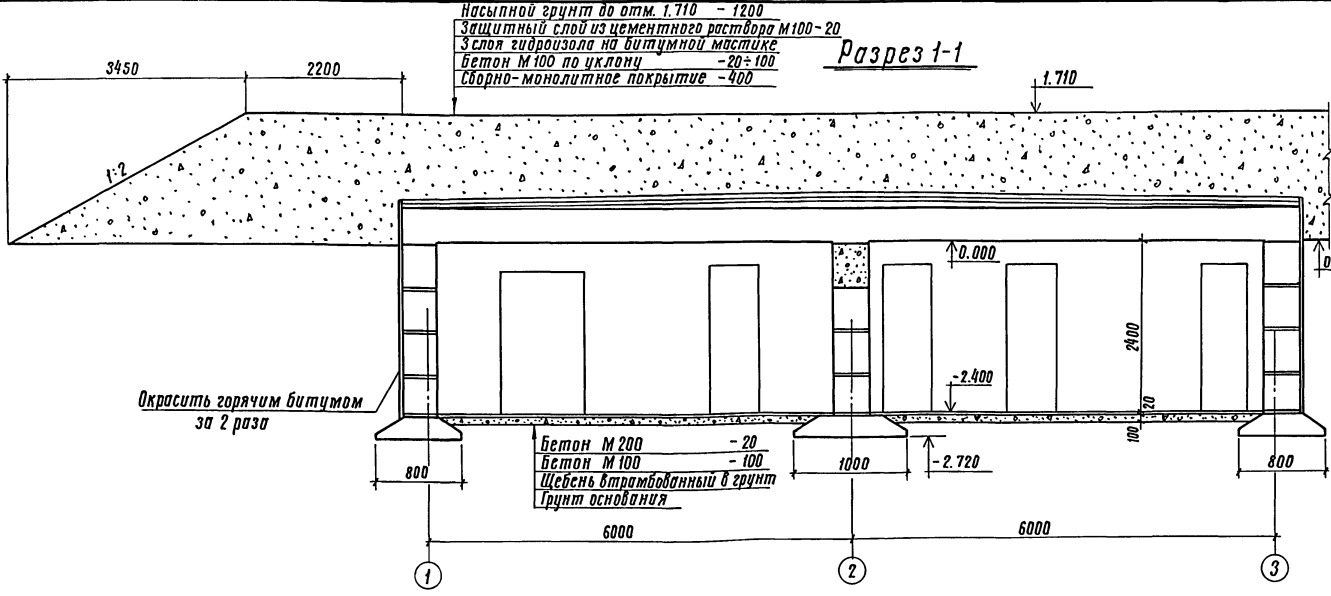 Насыпной грунт до отм. 1.710 - 1200
Защитный слой из цементного раствора М100-20
3 слоя гидроизола на битумной мастике
Бетон М100 по уклону -20÷100
Сборно-монолитное покрытие -400
Разрез 1-1
3450
2200
1.710
1:2
0.000
0
2400
-2.400
20
100
Окрасить горячим битумом
за 2 раза
Бетон М200 -20
Бетон М100 -100
Щебень втрамбованный в грунт
Грунт основания
800
1000
-2.720
800
6000
6000
1
2
3